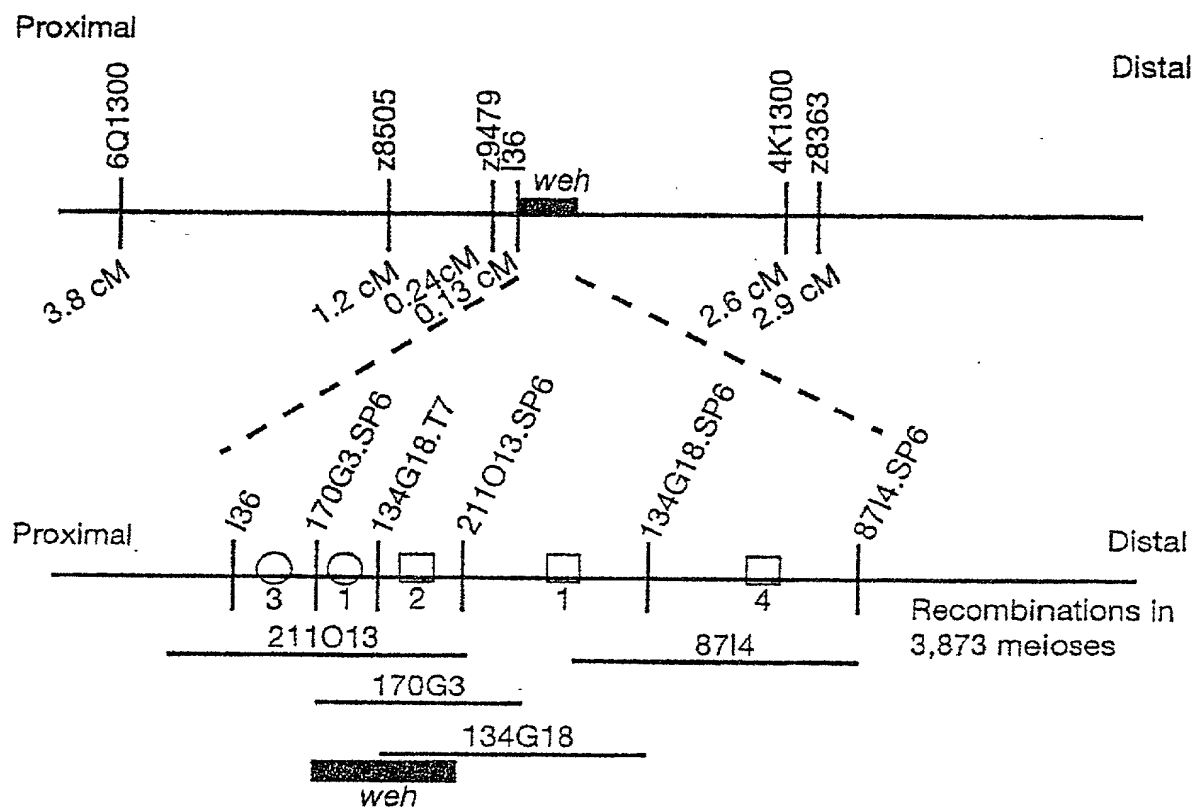 Proximal
Distal
6Q1300
z8505
z9479
I36
weh
4K1300
z8363
3.8 cM
1.2 cM
0.24cM
0.13 cM
2.6 cM
2.9 cM
I36
170G3.SP6
134G18.T7
211O13.SP6
134G18.SP6
87I4.SP6
Proximal
Distal
3
1
2
1
4
Recombinations in
3,873 meioses
211O13
87I4
170G3
134G18
weh